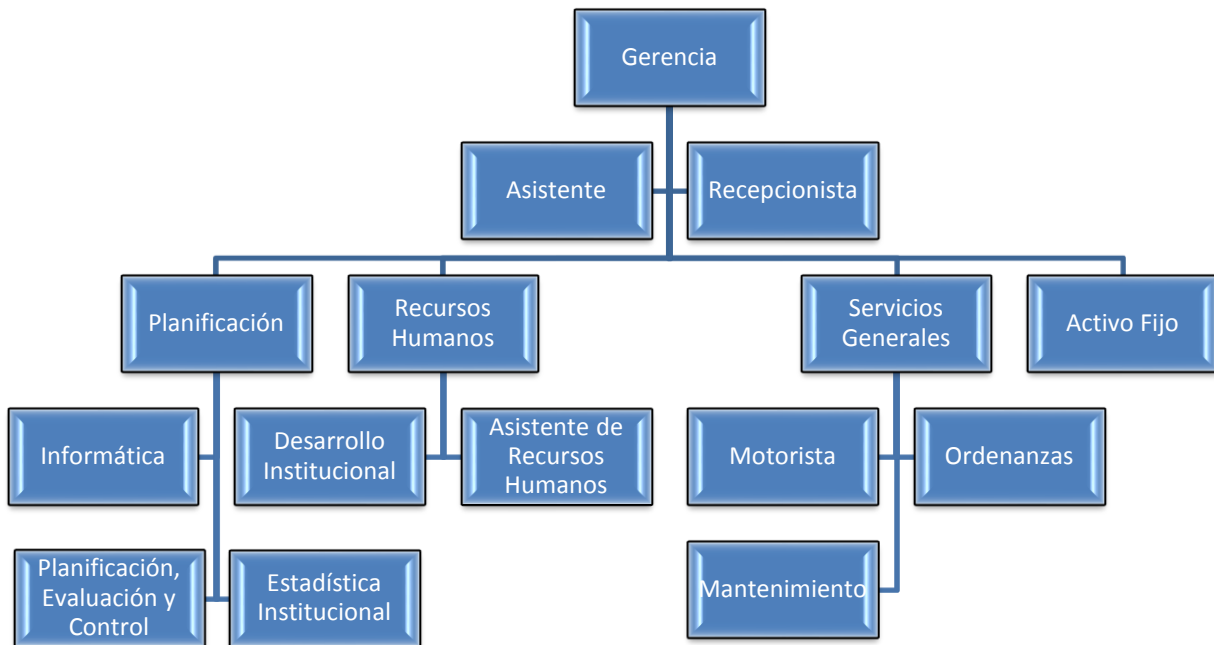 Gerencia
Asistente
Recepcionista
Planificación
Recursos
Humanos
Servicios
Generales
Activo Fijo
Informática
Desarrollo
Institucional
Asistente de
Recursos
Humanos
Motorista
Ordenanzas
Planificación,
Evaluación y
Control
Estadística
Institucional
Mantenimiento